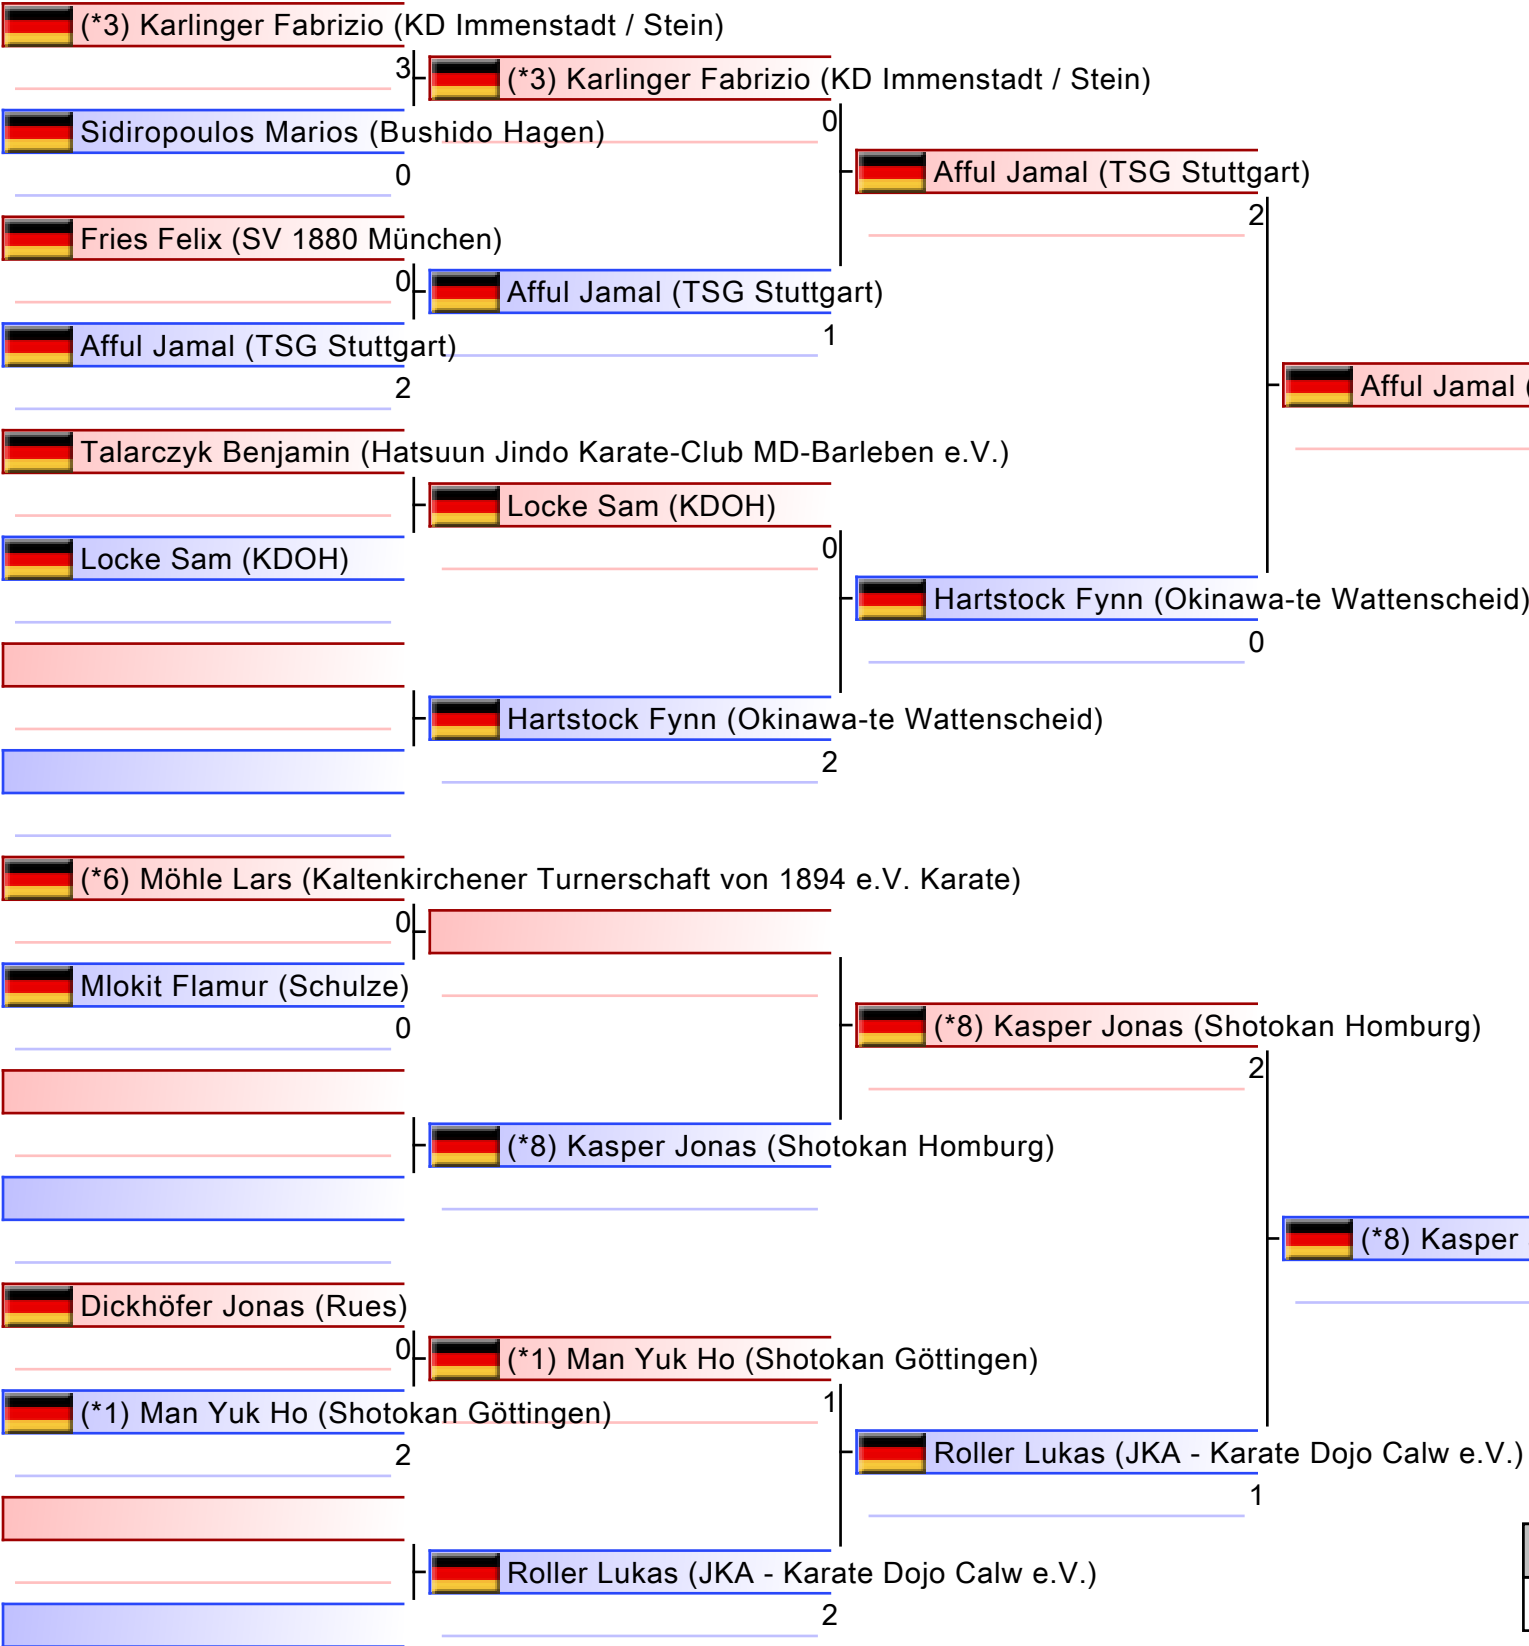 (*3) Karlinger Fabrizio (KD Immenstadt / Stein)
3
(*3) Karlinger Fabrizio (KD Immenstadt / Stein)
0
Sidiropoulos Marios (Bushido Hagen)
0
Afful Jamal (TSG Stuttgart)
2
Fries Felix (SV 1880 München)
0
Afful Jamal (TSG Stuttgart)
1
Afful Jamal (TSG Stuttgart)
2
Afful Jamal (
Talarczyk Benjamin (Hatsuun Jindo Karate-Club MD-Barleben e.V.)
Locke Sam (KDOH)
0
Locke Sam (KDOH)
Hartstock Fynn (Okinawa-te Wattenscheid)
0
Hartstock Fynn (Okinawa-te Wattenscheid)
2
(*6) Möhle Lars (Kaltenkirchener Turnerschaft von 1894 e.V. Karate)
0
Mlokit Flamur (Schulze)
0
(*8) Kasper Jonas (Shotokan Homburg)
2
(*8) Kasper Jonas (Shotokan Homburg)
(*8) Kasper
Dickhöfer Jonas (Rues)
0
(*1) Man Yuk Ho (Shotokan Göttingen)
1
(*1) Man Yuk Ho (Shotokan Göttingen)
2
Roller Lukas (JKA - Karate Dojo Calw e.V.)
1
Roller Lukas (JKA - Karate Dojo Calw e.V.)
2